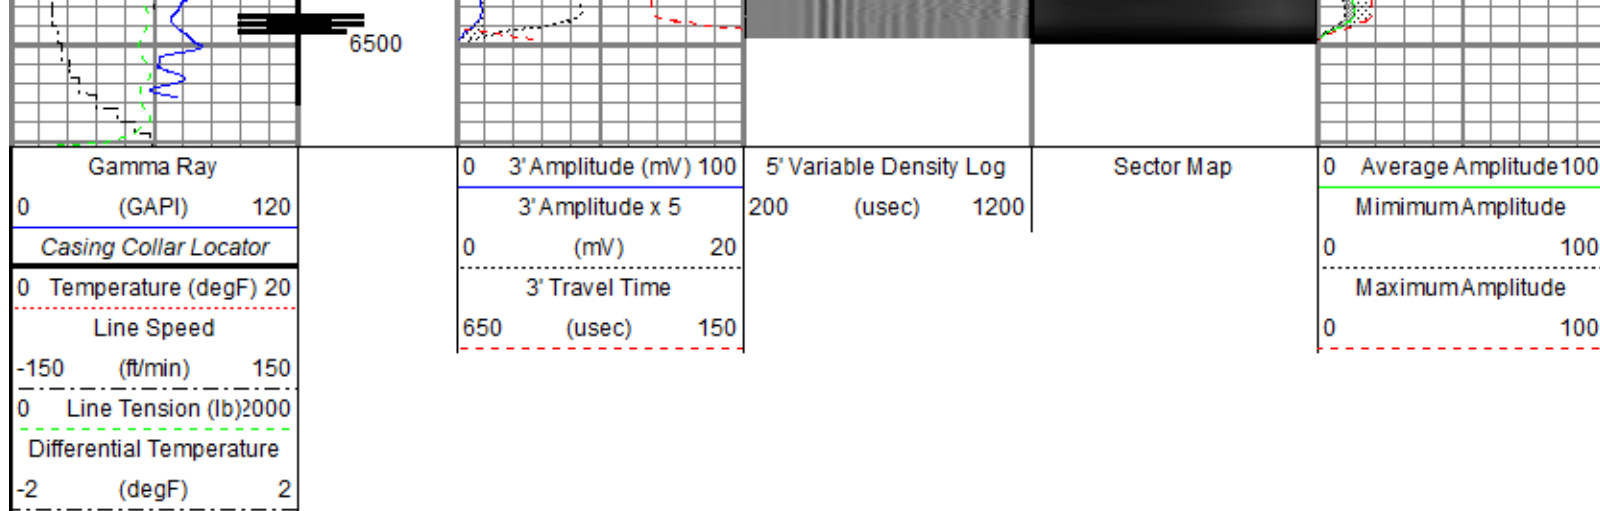 6500
Gamma Ray
0 (GAPI) 120
Casing Collar Locator
0 Temperature (degF) 20
Line Speed
-150 (ft/min) 150
0 Line Tension (lb) 2000
Differential Temperature
-2 (degF) 2
0 3' Amplitude (mV) 100
3' Amplitude x 5
0 (mV) 20
3' Travel Time
650 (usec) 150
5' Variable Density Log
200 (usec) 1200
Sector Map
0 Average Amplitude 100
Mimimum Amplitude
0 100
Maximum Amplitude
0 100